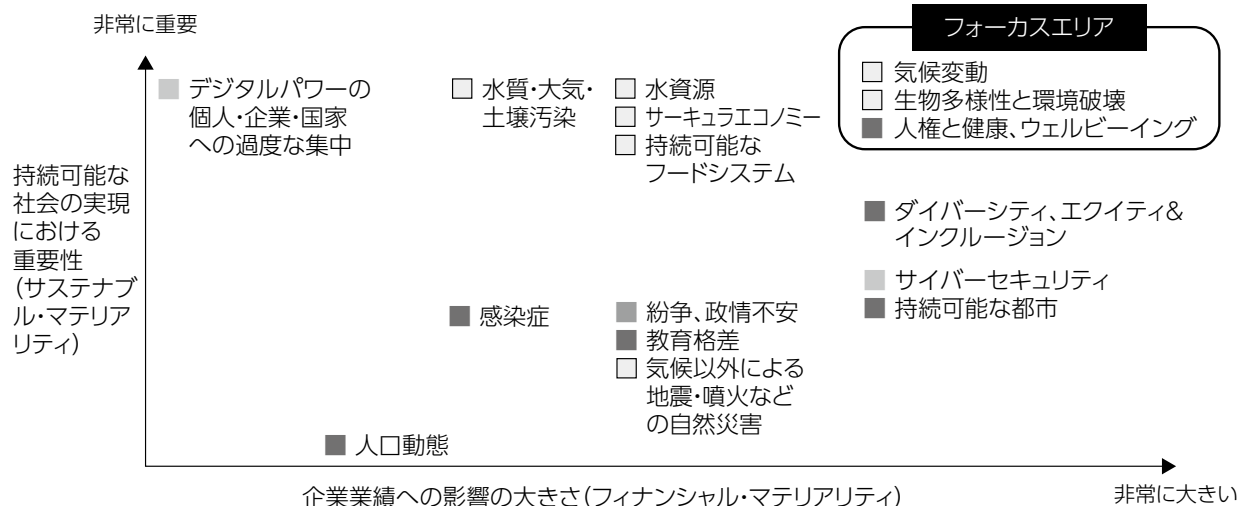 非常に重要
フォーカスエリア
気候変動
生物多様性と環境破壊
人権と健康、ウェルビーイング
デジタルパワーの
個人・企業・国家
への過度な集中
水質・大気・
土壌汚染
水資源
サーキュラエコノミー
持続可能な
フードシステム
持続可能な
社会の実現
における
重要性
(サステナブ
ル・マテリア
リティ)
ダイバーシティ、エクイティ&
インクルージョン
サイバーセキュリティ
持続可能な都市
感染症
紛争、政情不安
教育格差
気候以外による
地震・噴火など
の自然災害
人口動態
企業業績への影響の大きさ(フィナンシャル・マテリアリティ)
非常に大きい